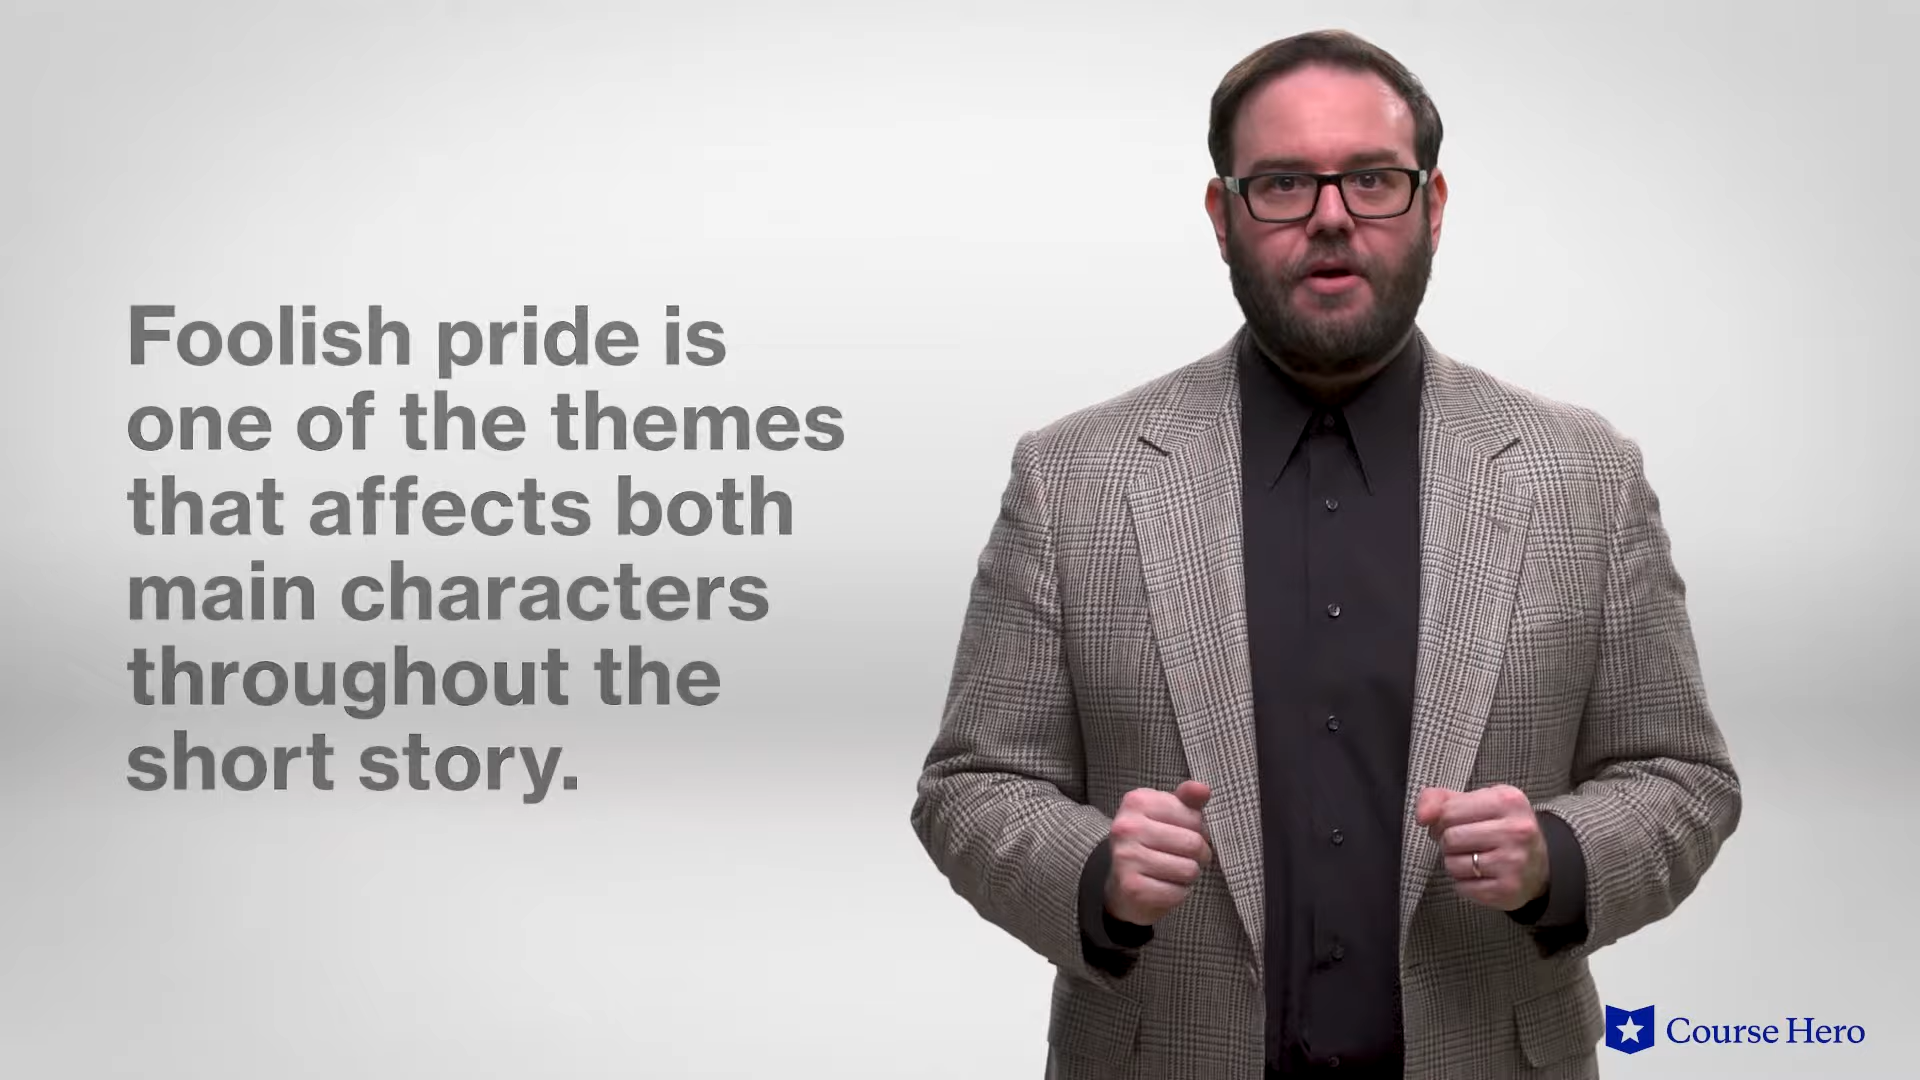 Foolish pride is
one of the themes
that affects both
main characters
throughout the
short story.
Course Hero